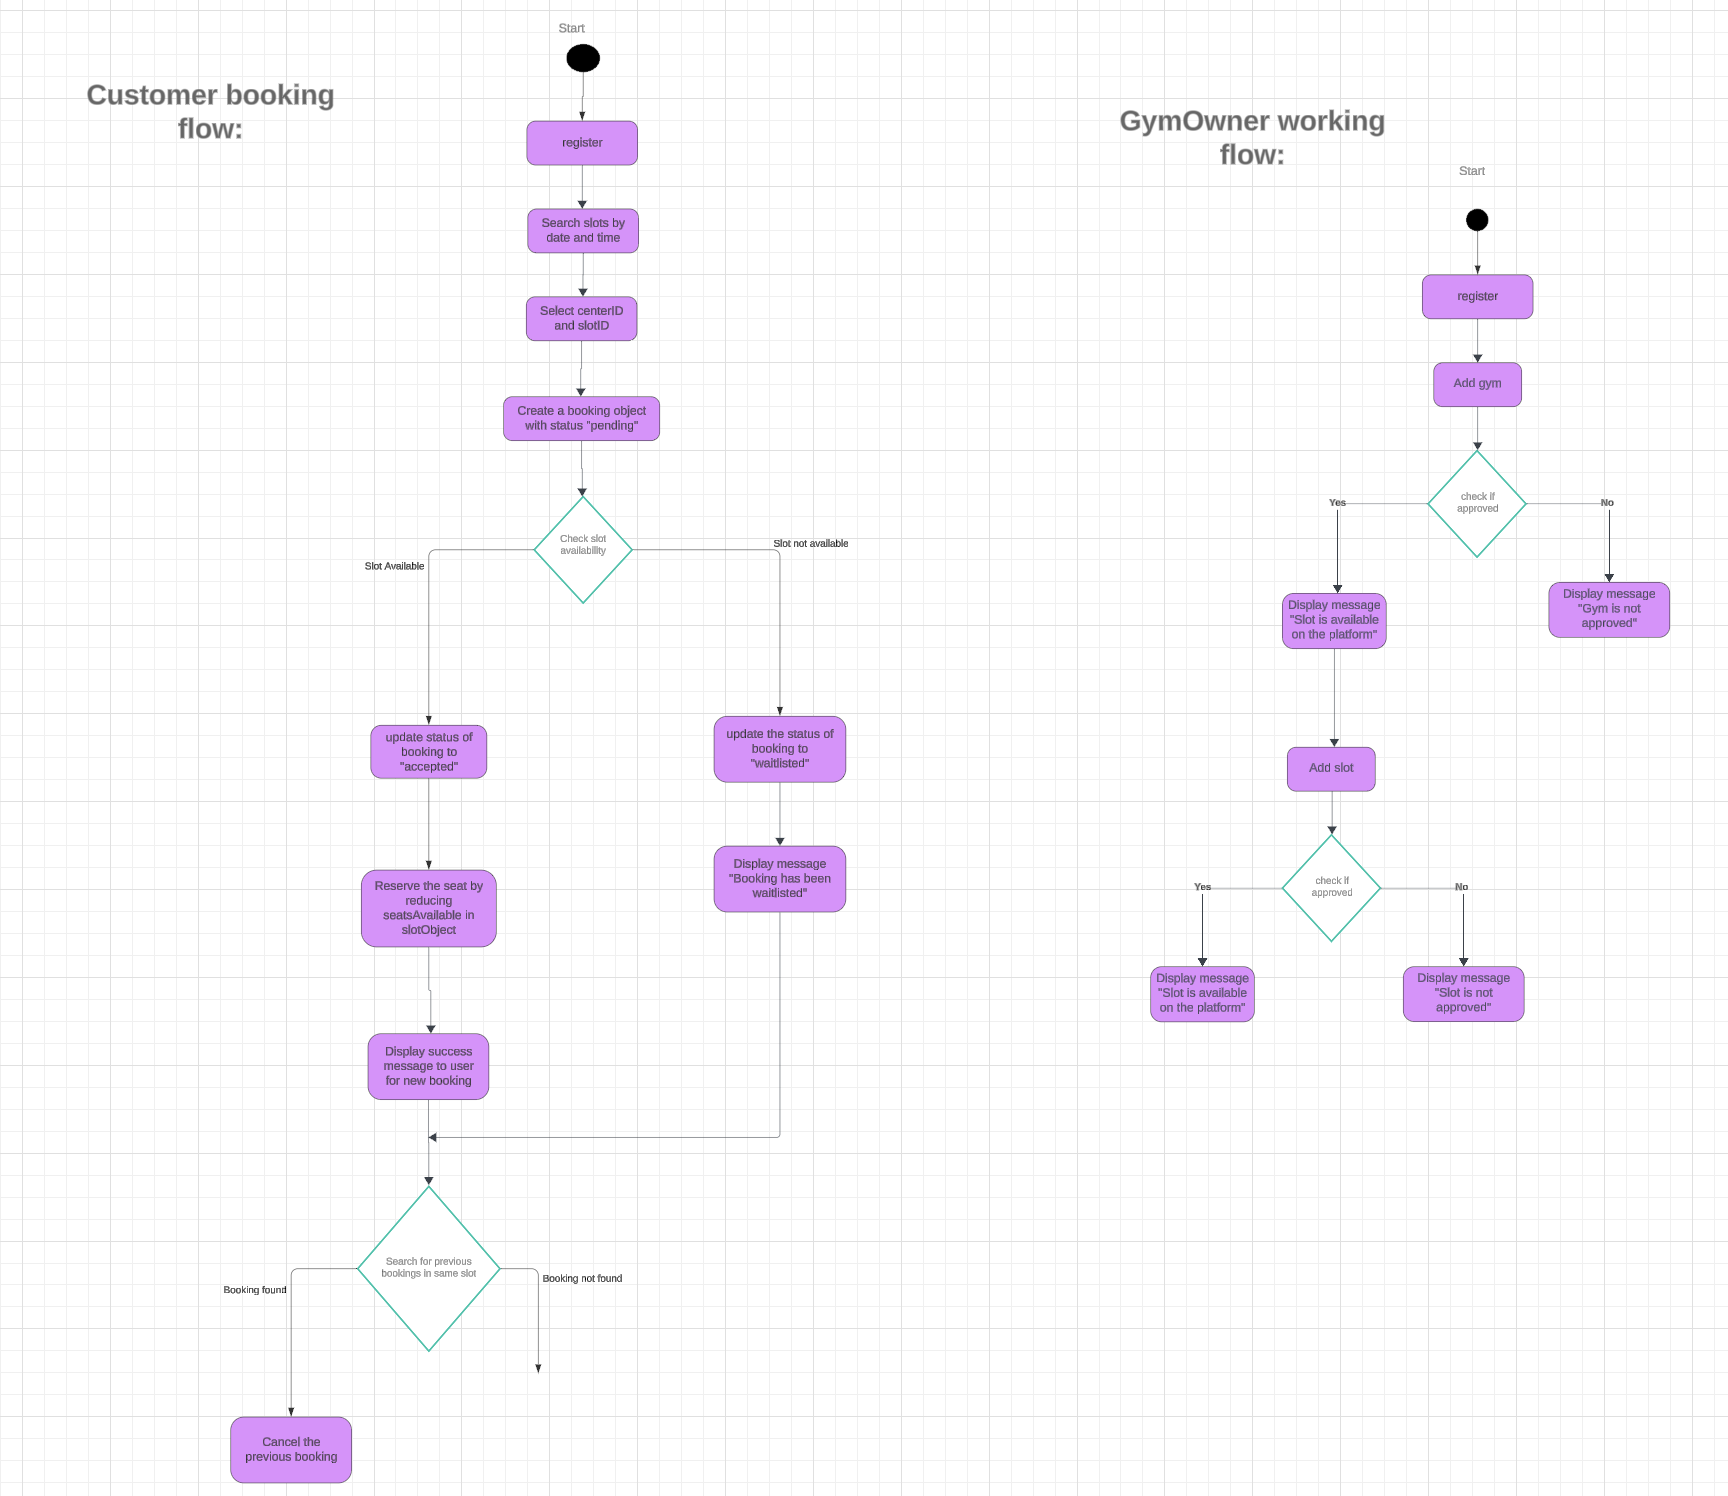 Start
Customer booking
flow:
register
Search slots by
date and time
Select centerID
and slotID
Create a booking object
with status "pending"
Check slot
availability
Slot Available
Slot not available
update status of
booking to
"accepted"
update the status of
booking to
"waitlisted"
Reserve the seat by
reducing
seatsAvailable in
slotObject
Display message
"Booking has been
waitlisted"
Display success
message to user
for new booking
Search for previous
bookings in same slot
Booking found
Booking not found
Cancel the
previous booking
GymOwner working
flow:
Start
register
Add gym
check if
approved
Yes
No
Display message
"Slot is available
on the platform"
Display message
"Gym is not
approved"
Add slot
check if
approved
Yes
No
Display message
"Slot is available
on the platform"
Display message
"Slot is not
approved"